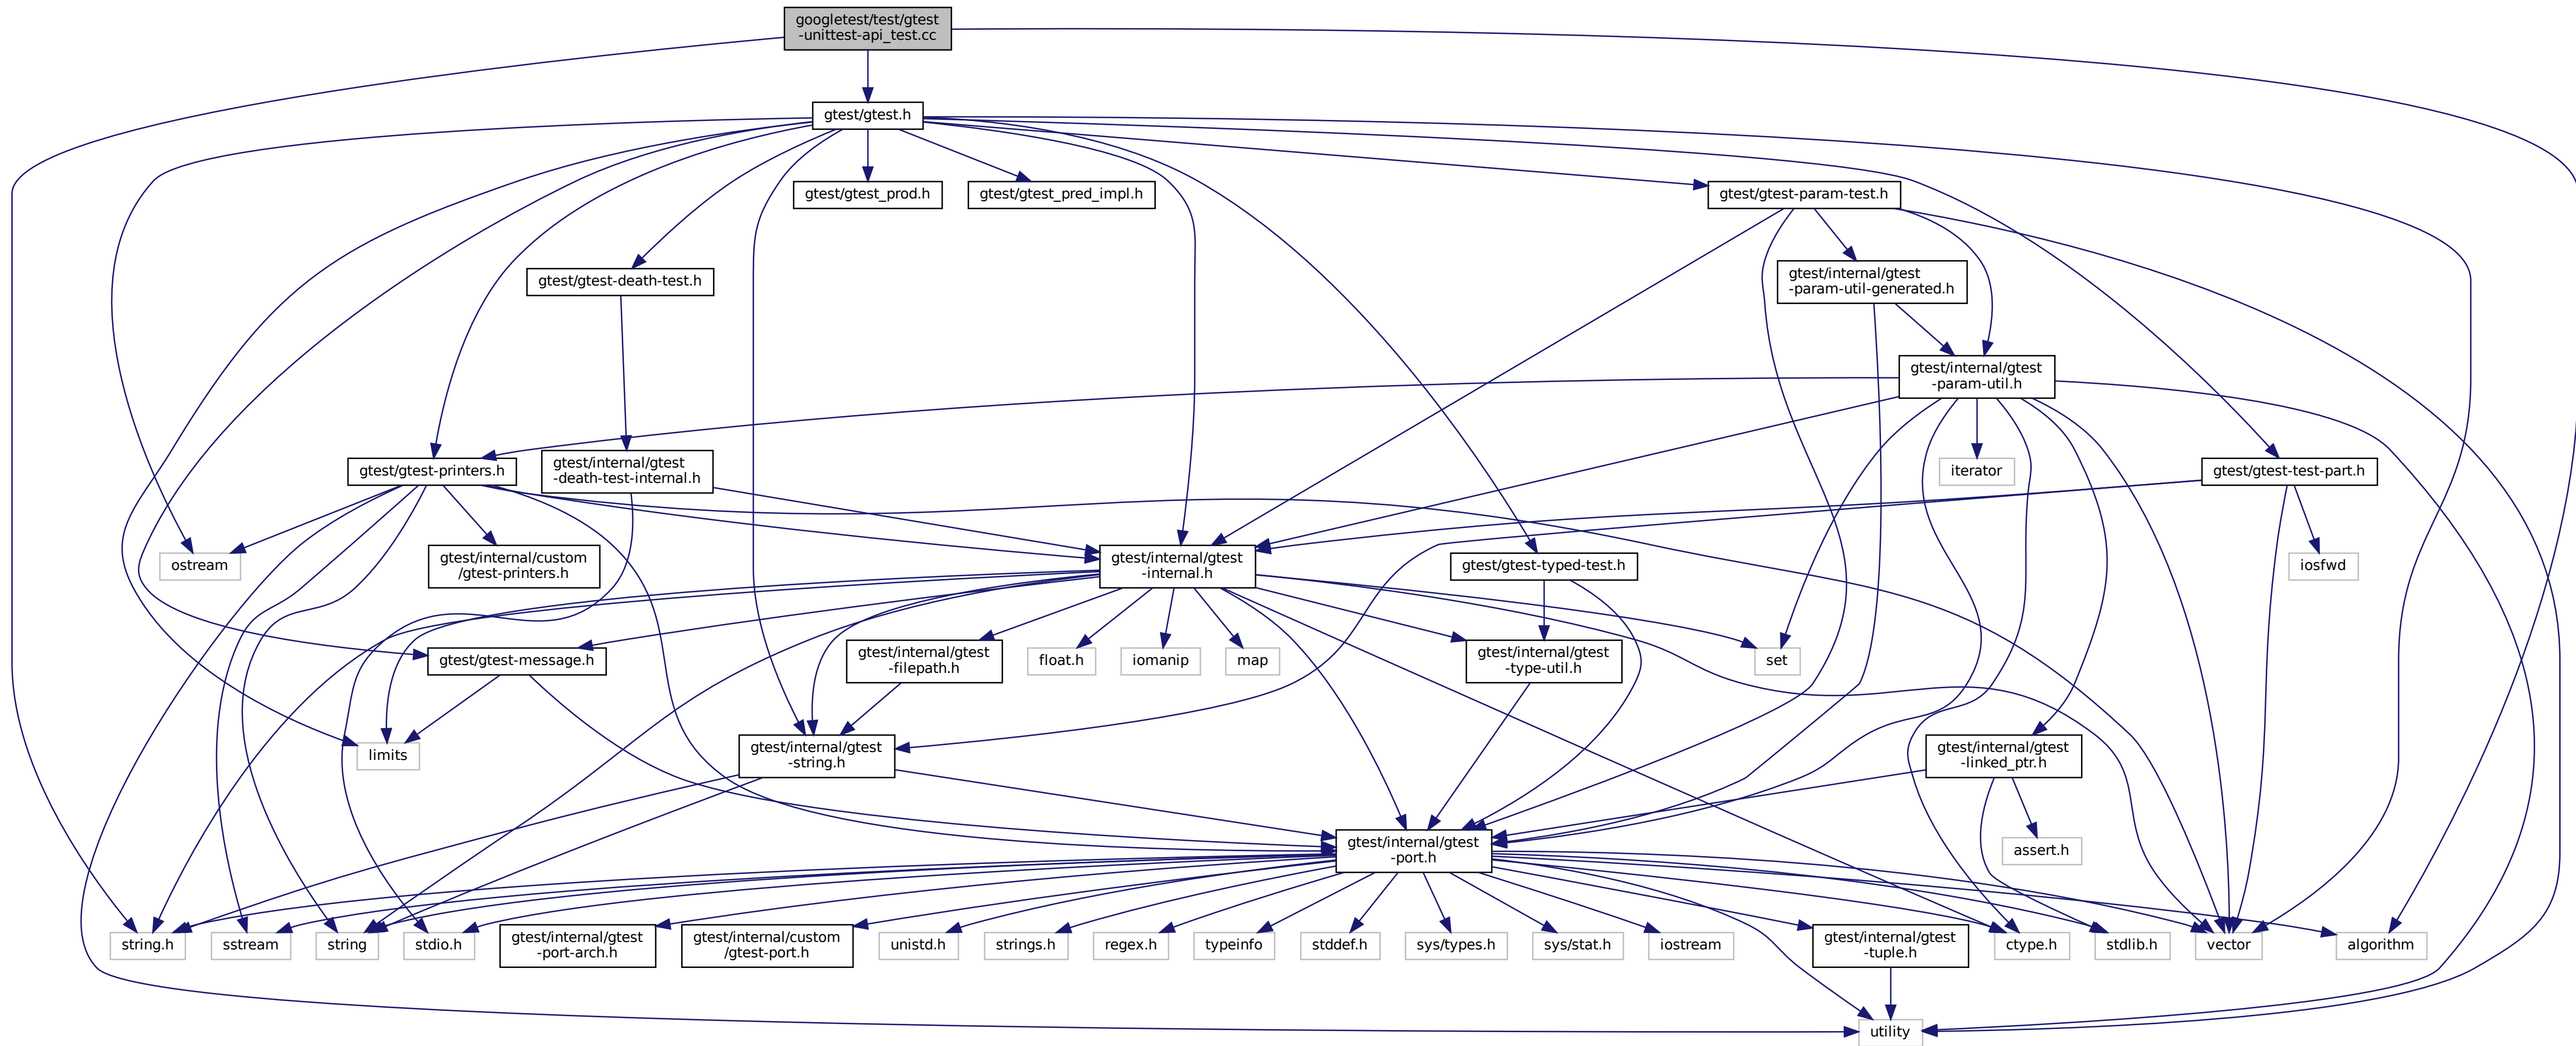 googletest/test/gtest
-unittest-api_test.cc
gtest/gtest.h
gtest/gtest_prod.h
gtest/gtest_pred_impl.h
gtest/gtest-param-test.h
gtest/gtest-death-test.h
gtest/internal/gtest
-param-util-generated.h
gtest/internal/gtest
-param-util.h
gtest/gtest-printers.h
gtest/internal/gtest
-death-test-internal.h
iterator
gtest/gtest-test-part.h
ostream
gtest/internal/custom
/gtest-printers.h
gtest/internal/gtest
-internal.h
gtest/gtest-typed-test.h
iosfwd
gtest/gtest-message.h
gtest/internal/gtest
-filepath.h
float.h
iomanip
map
gtest/internal/gtest
-type-util.h
set
limits
gtest/internal/gtest
-string.h
gtest/internal/gtest
-linked_ptr.h
gtest/internal/gtest
-port.h
assert.h
string.h
sstream
string
stdio.h
gtest/internal/gtest
-port-arch.h
gtest/internal/custom
/gtest-port.h
unistd.h
strings.h
regex.h
typeinfo
stddef.h
sys/types.h
sys/stat.h
iostream
gtest/internal/gtest
-tuple.h
ctype.h
stdlib.h
vector
algorithm
utility